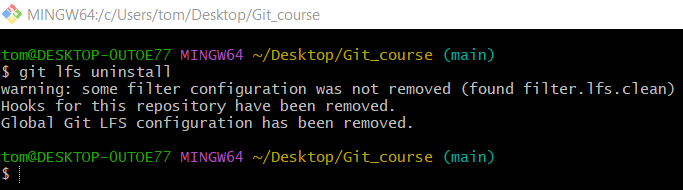 MINGW64:/c/Users/tom/Desktop/Git_course
tom@DESKTOP-OUTOE77 MINGW64 ~/Desktop/Git_course (main)
$ git lfs uninstall
warning: some filter configuration was not removed (found filter.lfs.clean)
Hooks for this repository have been removed.
Global Git LFS configuration has been removed.
tom@DESKTOP-OUTOE77 MINGW64 ~/Desktop/Git_course (main)
$